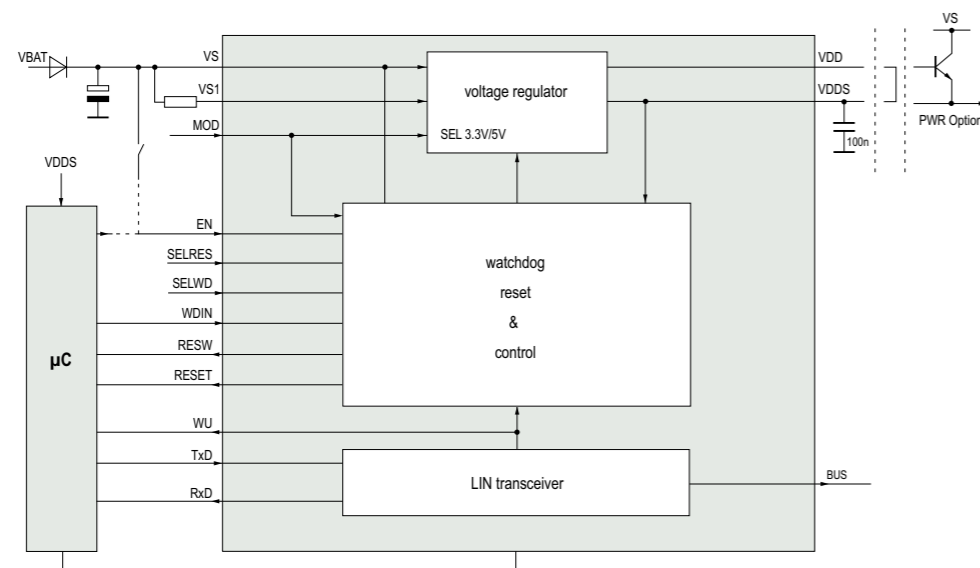 VS
VBAT
VS
VDD
voltage regulator
VS1
VDDS
MOD
SEL 3.3V/5V
PWR Option
100n
VDDS
EN
SELRES
watchdog
SELWD
reset
WDIN
&
RESW
control
µC
RESET
WU
TxD
LIN transceiver
BUS
RxD